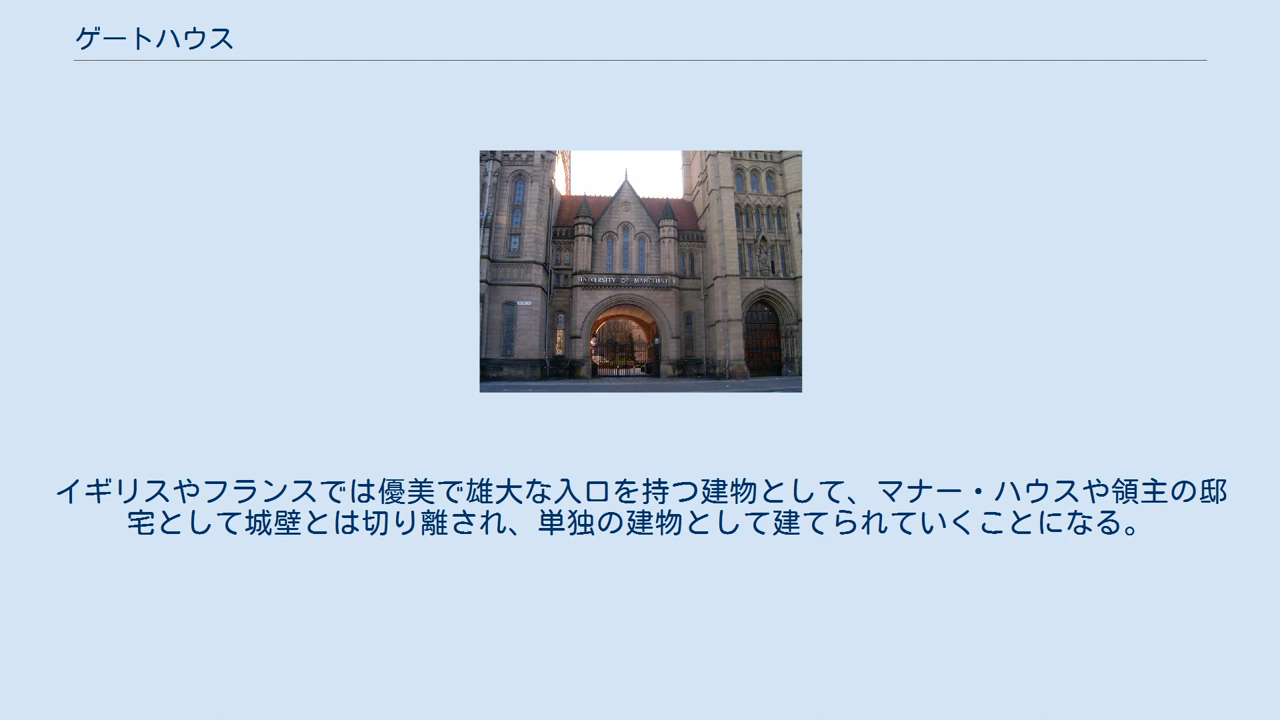 ゲートハウス
UNIVERSITY OF MANCHESTER
イギリスやフランスでは優美で雄大な入口を持つ建物として、マナー・ハウスや領主の邸
宅として城壁とは切り離され、単独の建物として建てられていくことになる。